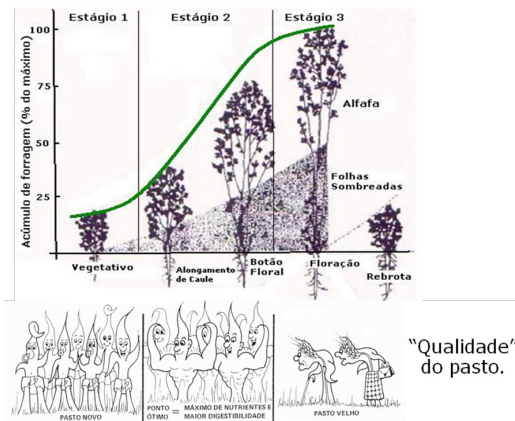 Estágio 1
Estágio 2
Estágio 3
Acúmulo de forragem (% do máximo)
100
75
50
25
Alfafa
Folhas
Sombreadas
Vegetativo
Alongamento
de Caule
Botão
Floral
Floração
Rebrota
PASTO NOVO
PONTO
ÓTIMO
=
MÁXIMO DE NUTRIENTES E
MAIOR DIGESTIBILIDADE
PASTO VELHO
“Qualidade”
do pasto.